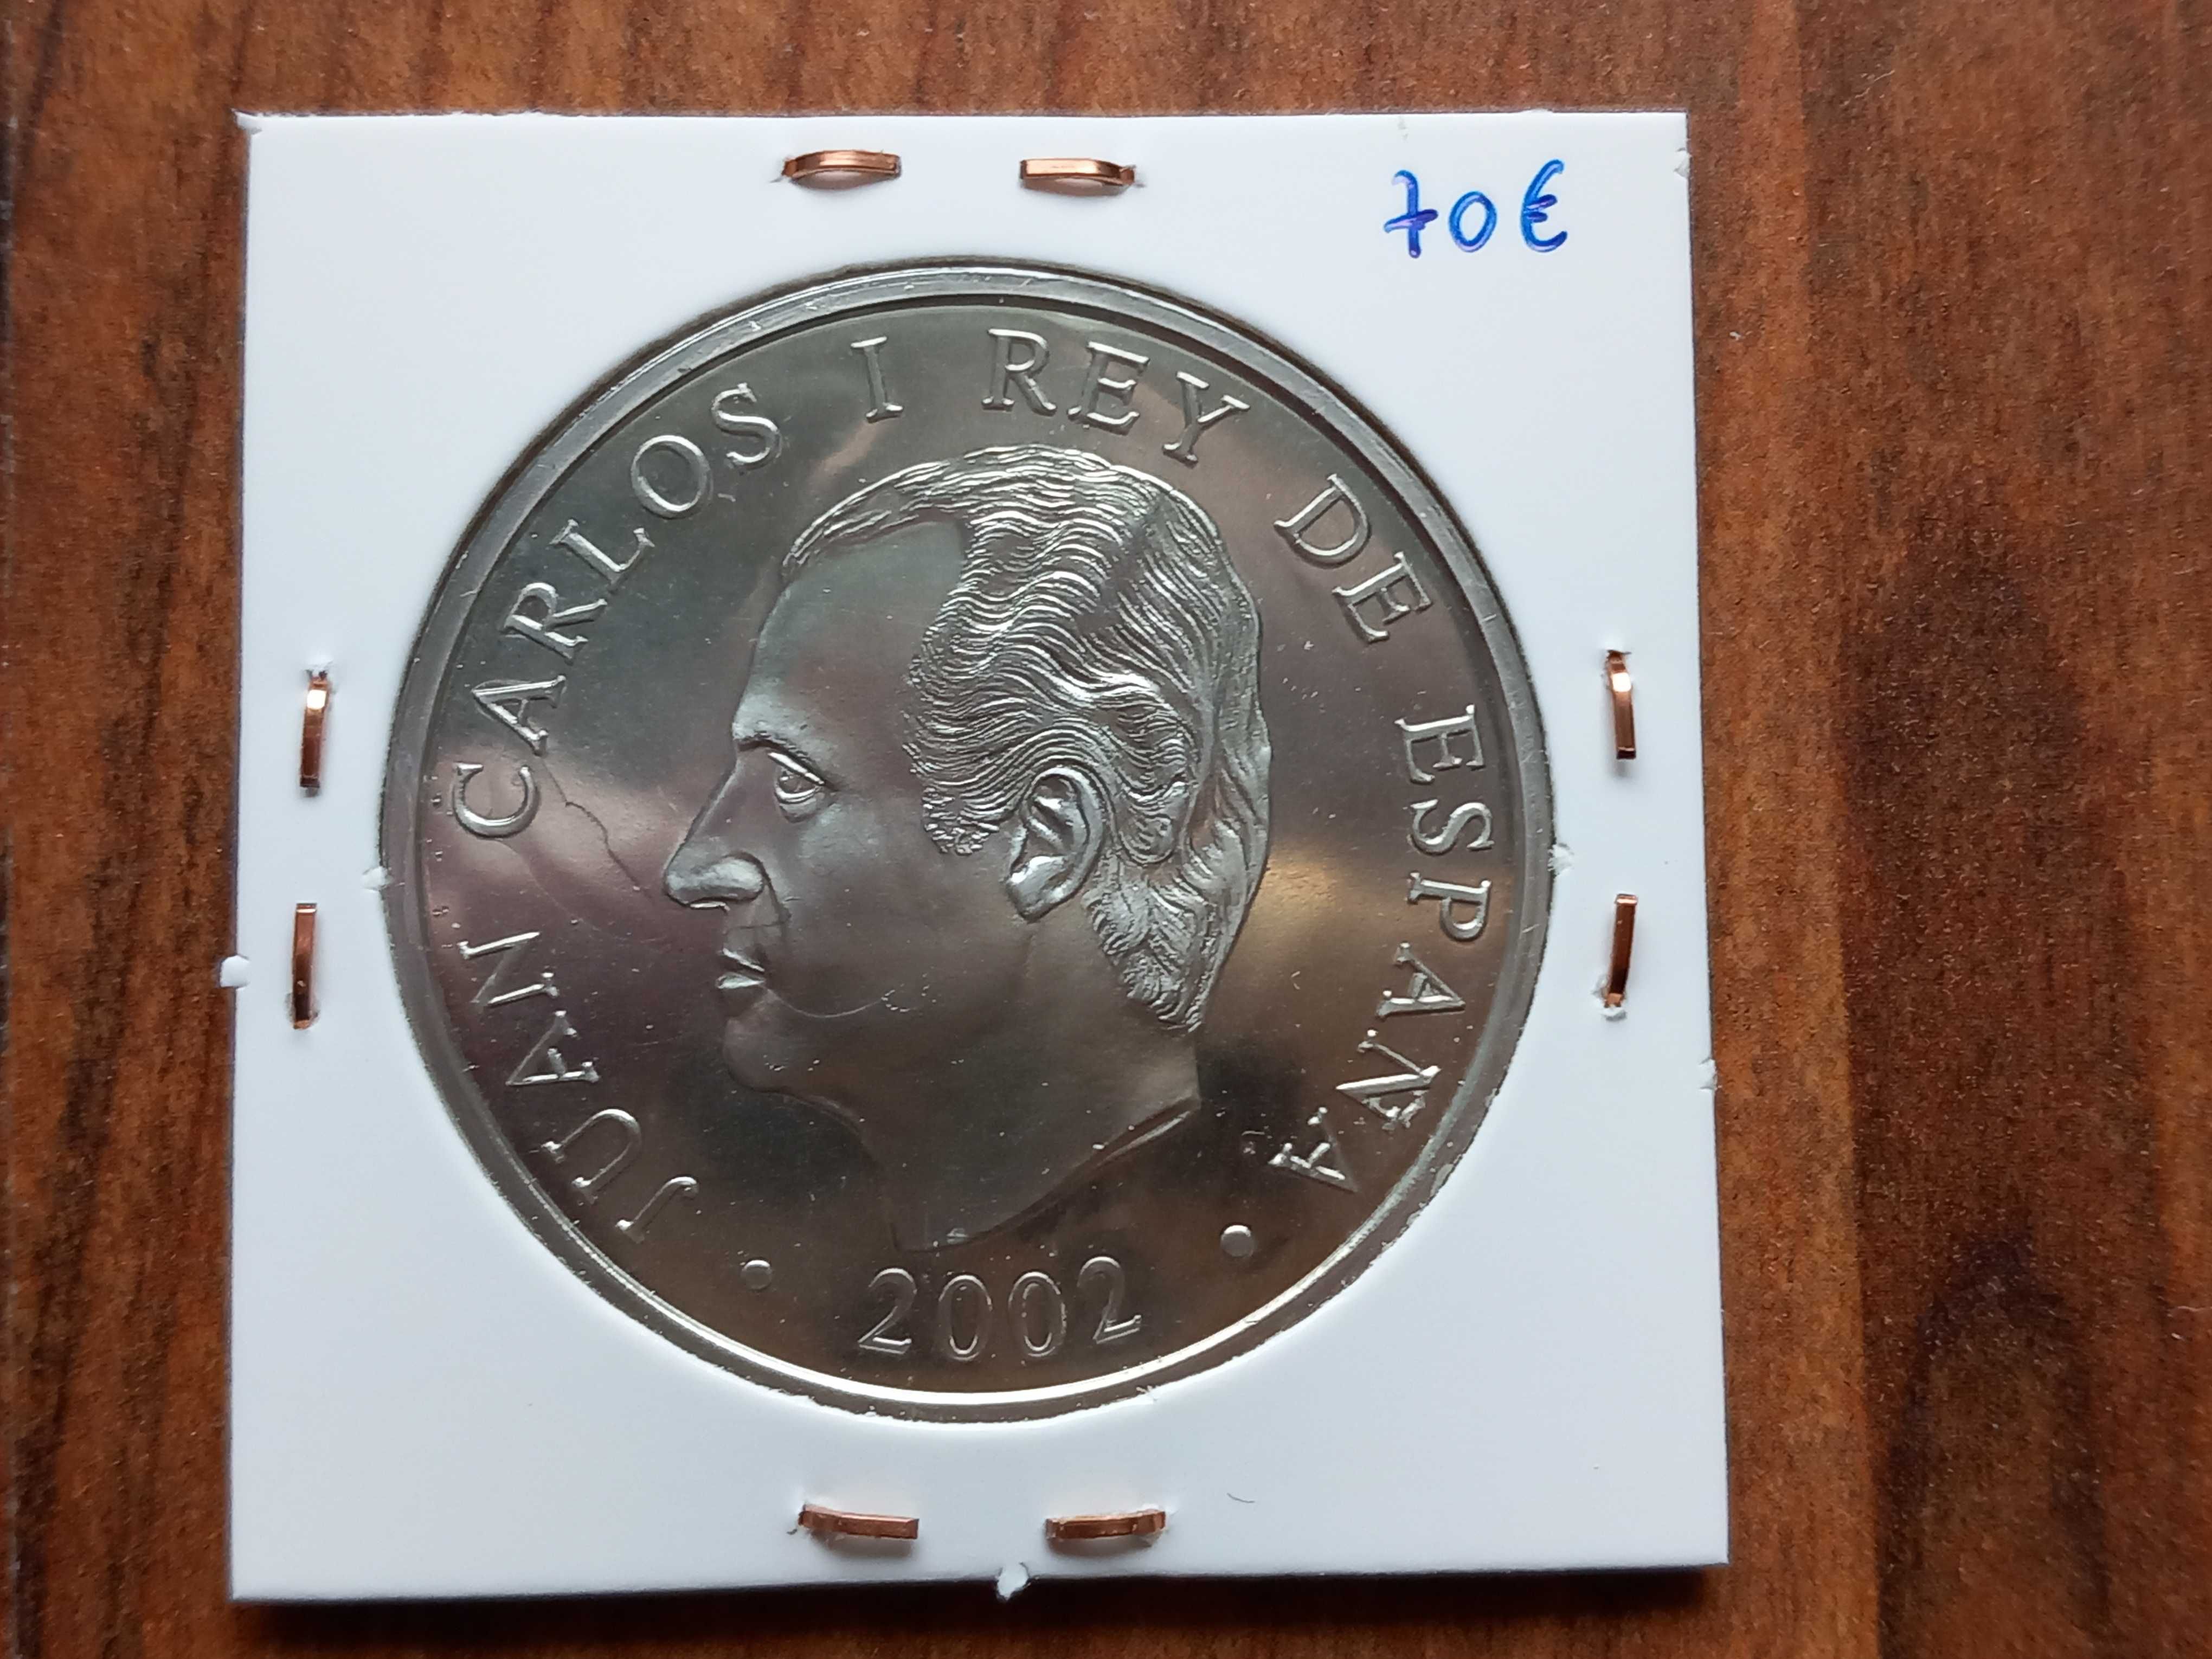 70€
JUAN CARLOS I REY DE ESPAÑA
• 2002 •